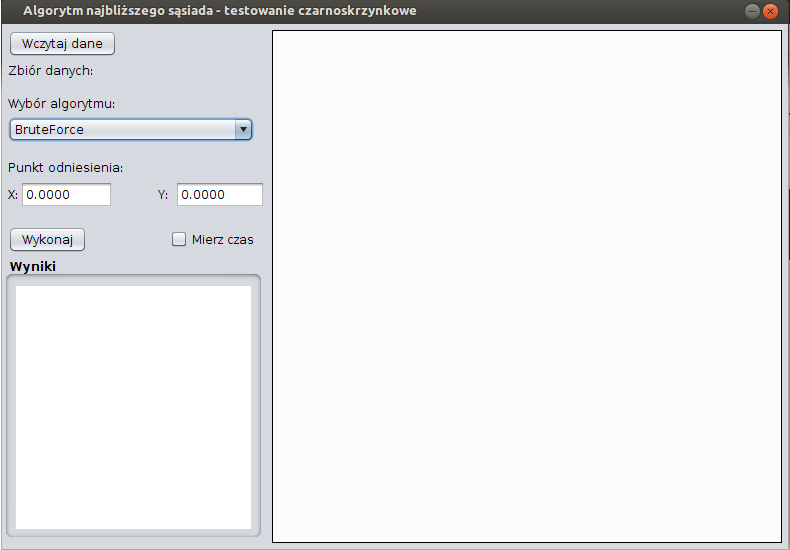 Algorytm najbliższego sąsiada - testowanie czarnoskrzynkowe
Wczytaj dane
Zbiór danych:
Wybór algorytmu:
BruteForce
Punkt odniesienia:
X: 0.0000 Y: 0.0000
Wykonaj Mierz czas
Wyniki